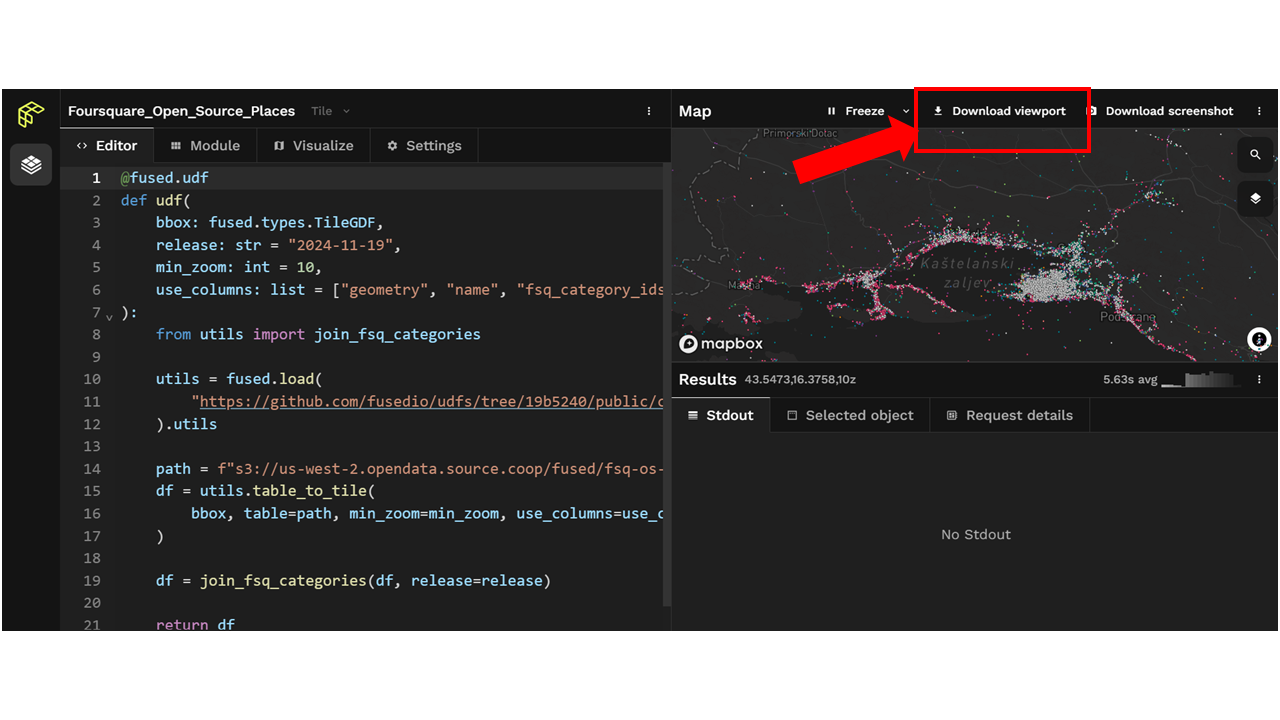 Foursquare_Open_Source_Places Tile
Editor Module Visualize Settings
1 @fused.udf
2 def udf(
3 bbox: fused.types.TileGDF,
4 release: str = "2024-11-19",
5 min_zoom: int = 10,
6 use_columns: list = ["geometry", "name", "fsq_category_ids
7 ):
8 from utils import join_fsq_categories
9
10 utils = fused.load(
11 "https://github.com/fusedio/udfs/tree/19b5240/public/c
12 ).utils
13
14 path = f"s3://us-west-2.opendata.source.coop/fused/fsq-os-
15 df = utils.table_to_tile(
16 bbox, table=path, min_zoom=min_zoom, use_columns=use_c
17 )
18
19 df = join_fsq_categories(df, release=release)
20
21 return df
Map Freeze Download viewport Download screenshot
Primorski Dolac
Kaštelanski
zaljev
mapbox
Results 43.5473,16.3758,10z 5.63s avg
Stdout Selected object Request details
No Stdout